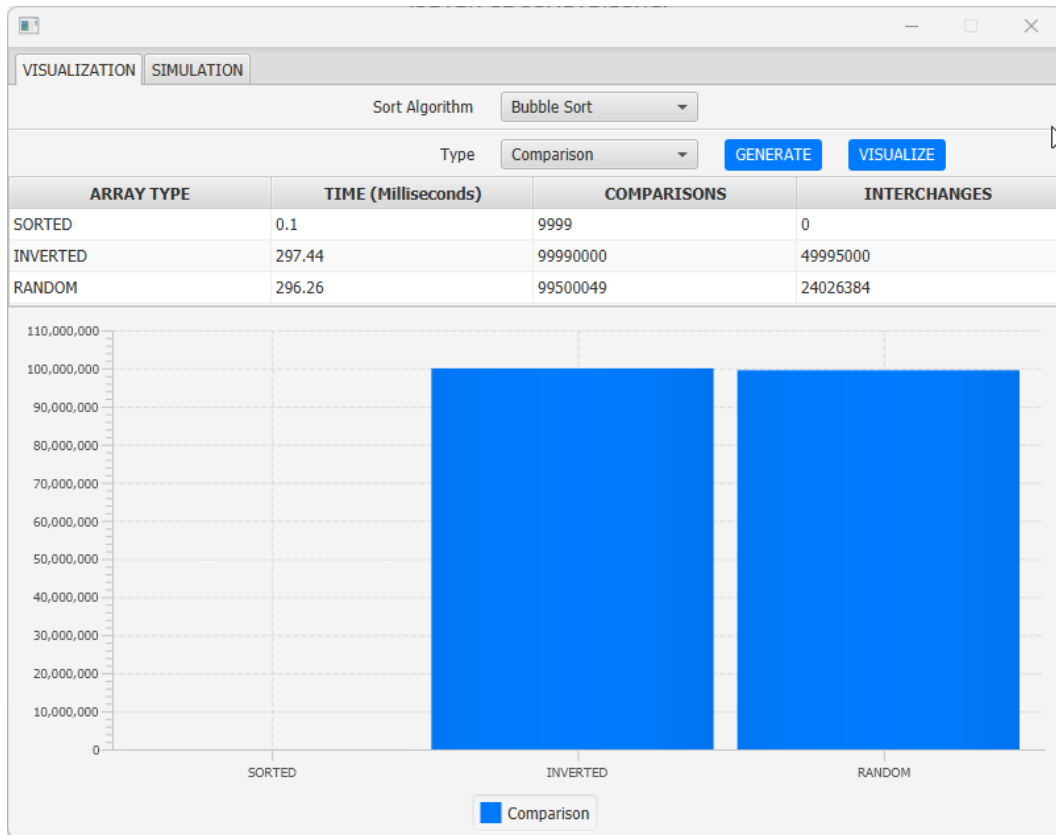 VISUALIZATION SIMULATION
Sort Algorithm Bubble Sort
Type Comparison GENERATE VISUALIZE
ARRAY TYPE TIME (Milliseconds) COMPARISONS INTERCHANGES
SORTED 0.1 9999 0
INVERTED 297.44 99990000 49995000
RANDOM 296.26 99500049 24026384
110,000,000
100,000,000
90,000,000
80,000,000
70,000,000
60,000,000
50,000,000
40,000,000
30,000,000
20,000,000
10,000,000
0
SORTED INVERTED RANDOM
Comparison